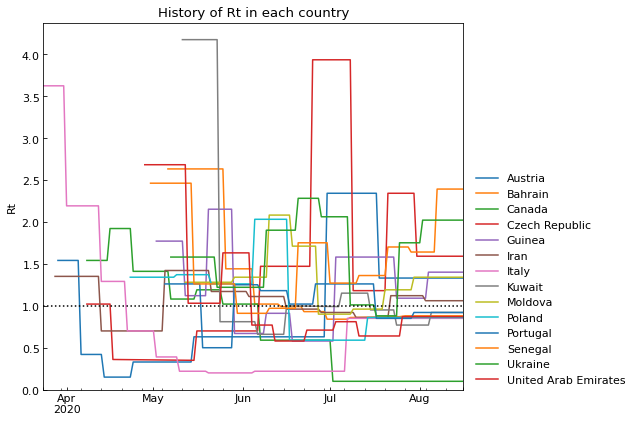 History of Rt in each country
Rt
4.0
3.5
3.0
2.5
2.0
1.5
1.0
0.5
0.0
Apr
2020
May
Jun
Jul
Aug
Austria
Bahrain
Canada
Czech Republic
Guinea
Iran
Italy
Kuwait
Moldova
Poland
Portugal
Senegal
Ukraine
United Arab Emirates